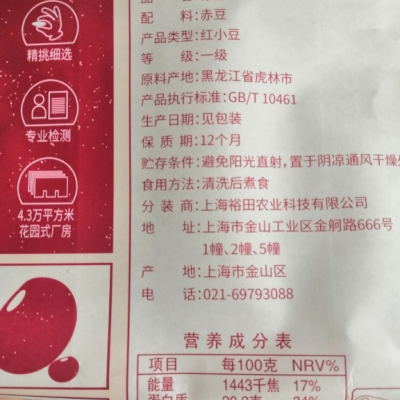 精挑细选
专业检测
4.3万平方米
花园式厂房
配 料: 赤豆
产品类型: 红小豆
等 级: 一级
原料产地: 黑龙江省虎林市
产品执行标准: GB/T 10461
生产日期: 见包装
保 质 期: 12个月
贮存条件: 避免阳光直射, 置于阴凉通风干燥
食用方法: 清洗后煮食
分 装 商: 上海裕田农业科技有限公司
地 址: 上海市金山工业区金舸路666号
1幢、2幢、5幢
产 地: 上海市金山区
电 话: 021-69793088
营养成分表
项目 每100克 NRV%
能量 1443千焦 17%
蛋白质 20.2克 34%